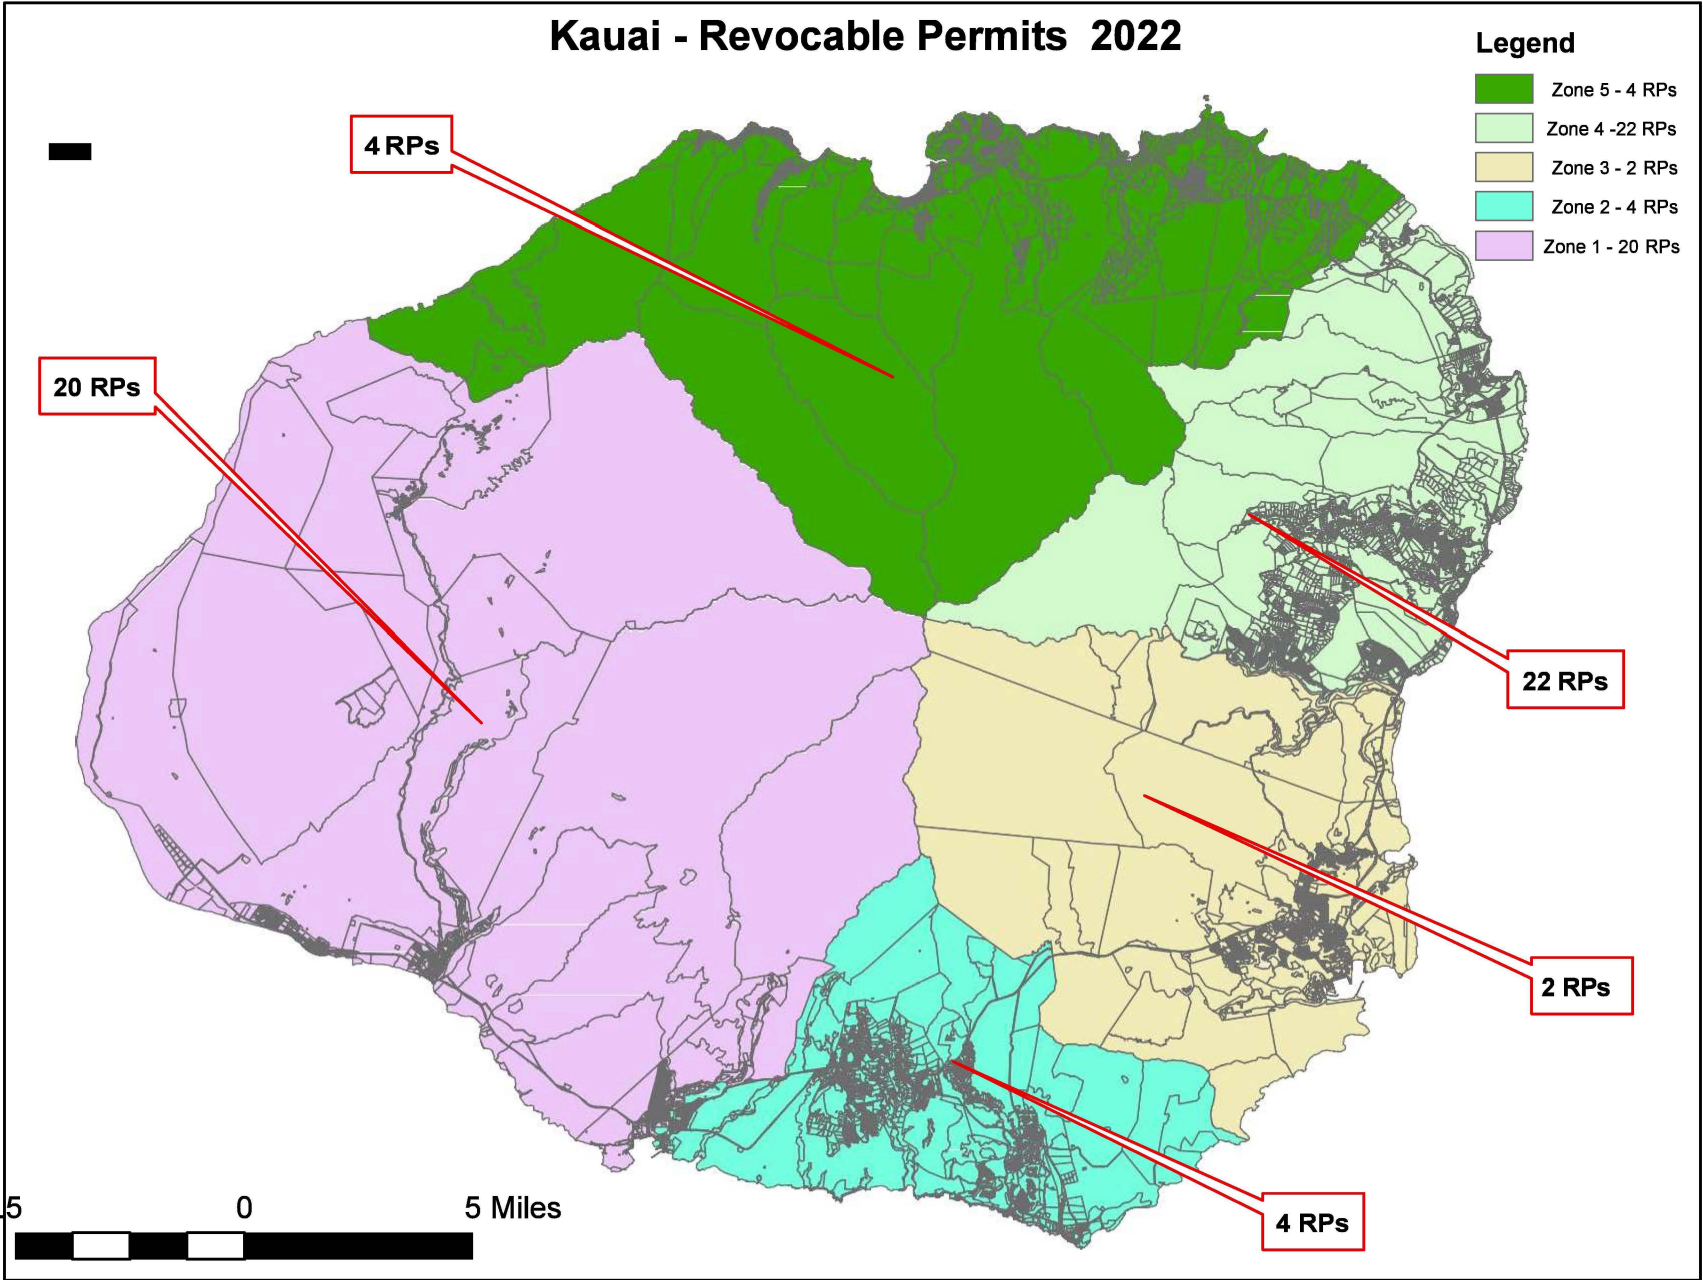 Kauai - Revocable Permits 2022
Legend
Zone 5 - 4 RPs
Zone 4 -22 RPs
Zone 3 - 2 RPs
Zone 2 - 4 RPs
Zone 1 - 20 RPs
4 RPs
20 RPs
22 RPs
2 RPs
4 RPs
.5 0 5 Miles